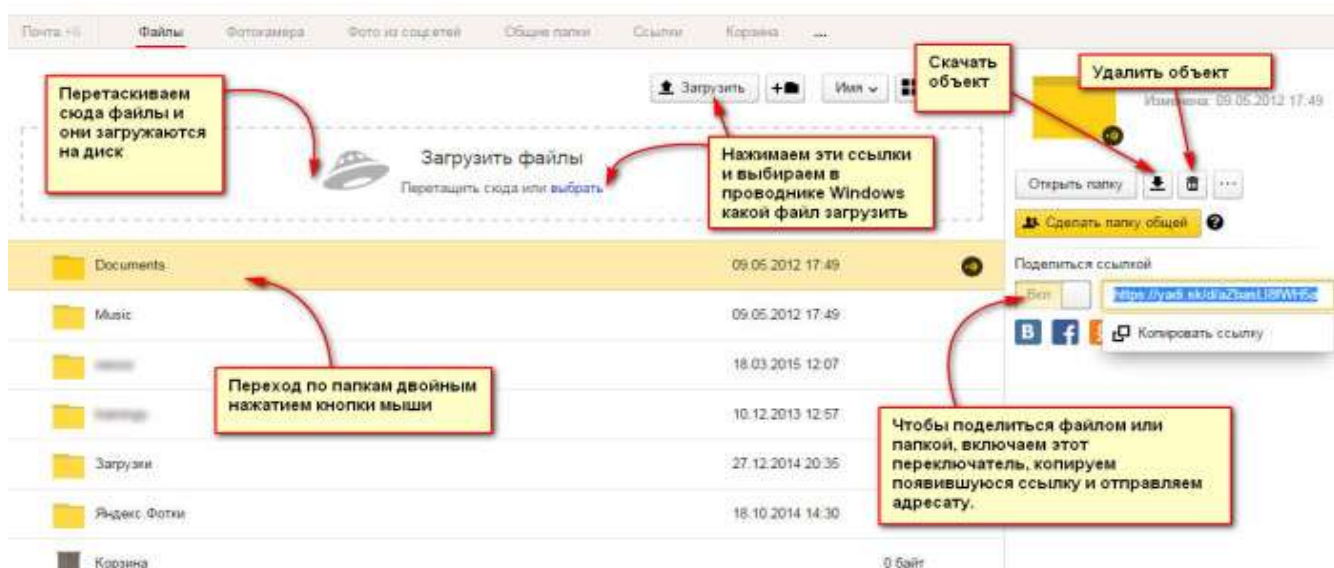 Почта +6 Файлы Фотокамера Фото из соцсетей Общие папки Ссылки Корзина ...
Скачать
объект
Удалить объект
Перетаскиваем
сюда файлы и
они загружаются
на диск
Загрузить
Имя
Изменена: 09.05.2012 17:49
Загрузить файлы
Перетащить сюда или выбрать
Нажимаем эти ссылки
и выбираем в
проводнике Windows
какой файл загрузить
Открыть папку
Сделать папку общей
Documents 09.05.2012 17:49
Поделиться ссылкой
Вкл
Копировать ссылку
Music 09.05.2012 17:49
18.03.2015 12:07
Переход по папкам двойным
нажатием кнопки мыши
10.12.2013 12:57
Чтобы поделиться файлом или
папкой, включаем этот
переключатель, копируем
появившуюся ссылку и отправляем
адресату.
Загрузки 27.12.2014 20:35
Яндекс Фотки 18.10.2014 14:30
Корзина 0 байт